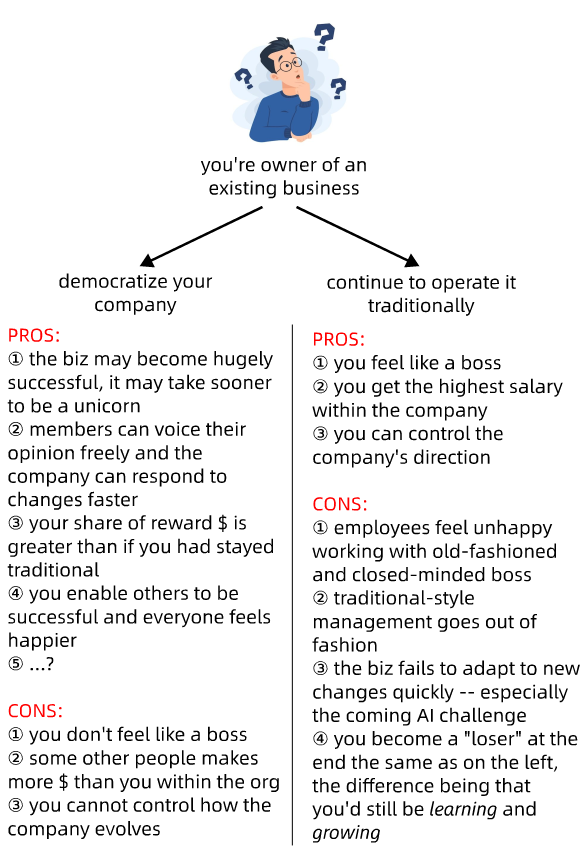 you're owner of an
existing business
democratize your
company
PROS:
① the biz may become hugely
successful, it may take sooner
to be a unicorn
② members can voice their
opinion freely and the
company can respond to
changes faster
③ your share of reward $ is
greater than if you had stayed
traditional
④ you enable others to be
successful and everyone feels
happier
⑤ ...?
CONS:
① you don't feel like a boss
② some other people makes
more $ than you within the org
③ you cannot control how the
company evolves
continue to operate it
traditionally
PROS:
① you feel like a boss
② you get the highest salary
within the company
③ you can control the
company's direction
CONS:
① employees feel unhappy
working with old-fashioned
and closed-minded boss
② traditional-style
management goes out of
fashion
③ the biz fails to adapt to new
changes quickly -- especially
the coming AI challenge
④ you become a "loser" at the
end the same as on the left,
the difference being that
you'd still be learning and
growing